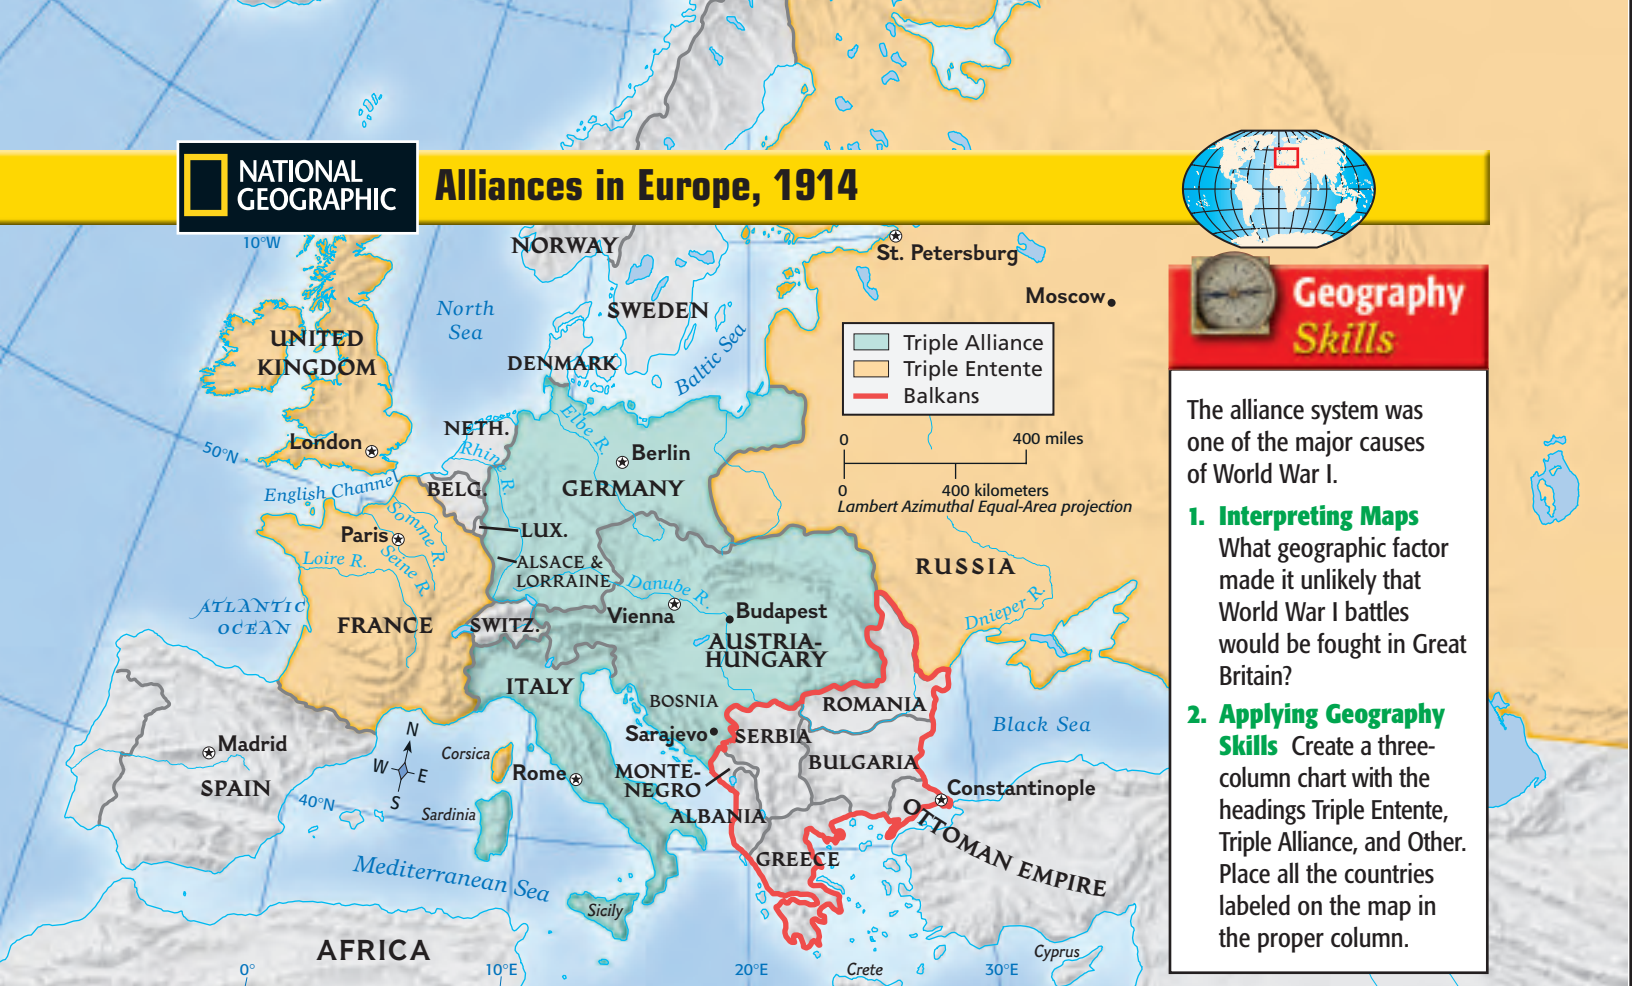 NATIONAL
GEOGRAPHIC
Alliances in Europe, 1914
10°W
NORWAY
St. Petersburg
Moscow
North
Sea
SWEDEN
UNITED
KINGDOM
DENMARK
Baltic Sea
Triple Alliance
Triple Entente
Balkans
0
400 miles
0
400 kilometers
Lambert Azimuthal Equal-Area projection
50°N
London
NETH.
Rhine R.
Elbe R.
Berlin
English Channel
BELG.
GERMANY
Paris
Somme R.
LUX.
Loire R.
Seine R.
ALSACE &
LORRAINE
RUSSIA
Danube R.
Dnieper R.
ATLANTIC
OCEAN
FRANCE
SWITZ.
Vienna
Budapest
AUSTRIA-
HUNGARY
ITALY
BOSNIA
ROMANIA
Black Sea
Sarajevo
SERBIA
N
W
E
S
Madrid
SPAIN
Corsica
Rome
MONTE-
NEGRO
BULGARIA
Constantinople
40°N
Sardinia
ALBANIA
OTTOMAN EMPIRE
GREECE
Mediterranean Sea
Sicily
AFRICA
Cyprus
Crete
0°
10°E
20°E
30°E
Geography
Skills
The alliance system was
one of the major causes
of World War I.
1. Interpreting Maps
What geographic factor
made it unlikely that
World War I battles
would be fought in Great
Britain?
2. Applying Geography
Skills Create a three-
column chart with the
headings Triple Entente,
Triple Alliance, and Other.
Place all the countries
labeled on the map in
the proper column.